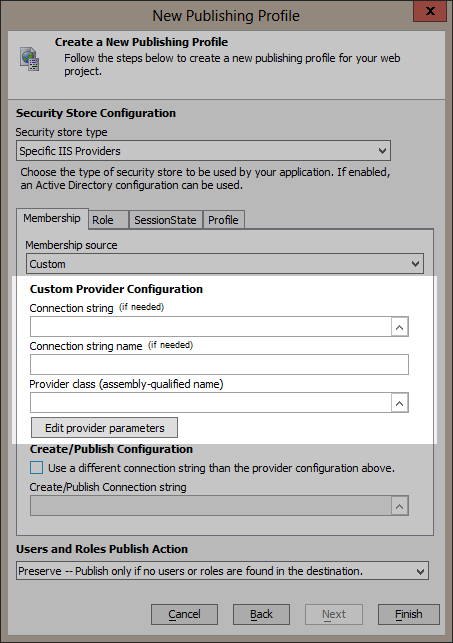 New Publishing Profile
x
Create a New Publishing Profile
Follow the steps below to create a new publishing profile for your web
project.
Security Store Configuration
Security store type
Specific IIS Providers
Choose the type of security store to be used by your application. If enabled,
an Active Directory configuration can be used.
Membership Role SessionState Profile
Membership source
Custom
Custom Provider Configuration
Connection string (if needed)
Connection string name (if needed)
Provider class (assembly-qualified name)
Edit provider parameters
Create/Publish Configuration
Use a different connection string than the provider configuration above.
Create/Publish Connection string
Users and Roles Publish Action
Preserve -- Publish only if no users or roles are found in the destination.
Cancel Back Next Finish